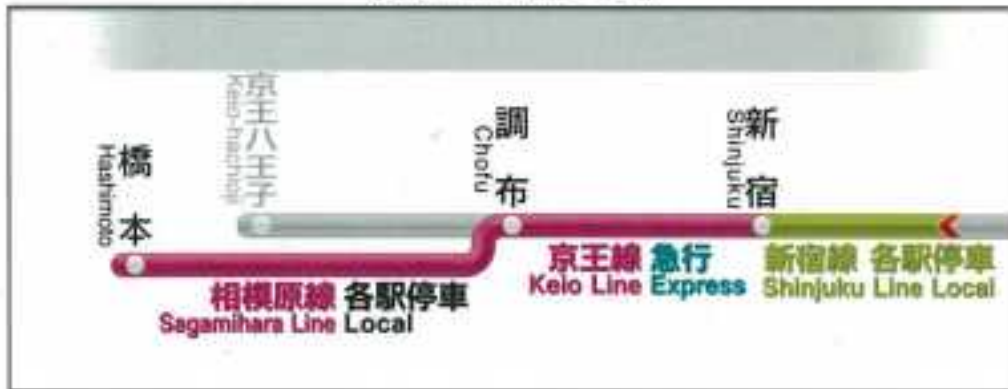 橋本
Hashimoto
京王八王子
Keio-hachioji
調布
Chofu
新宿
Shinjuku
相模原線 各駅停車
Sagamihara Line Local
京王線 急行
Keio Line Express
新宿線 各駅停車
Shinjuku Line Local